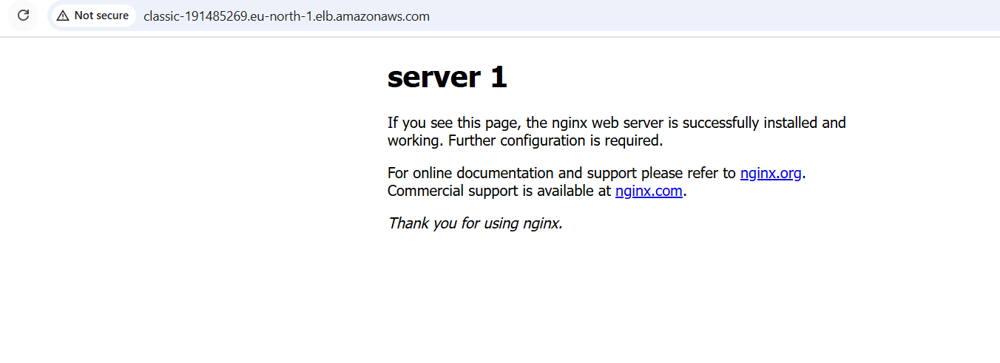 Not secure classic-191485269.eu-north-1.elb.amazonaws.com
server 1
If you see this page, the nginx web server is successfully installed and
working. Further configuration is required.
For online documentation and support please refer to nginx.org.
Commercial support is available at nginx.com.
Thank you for using nginx.